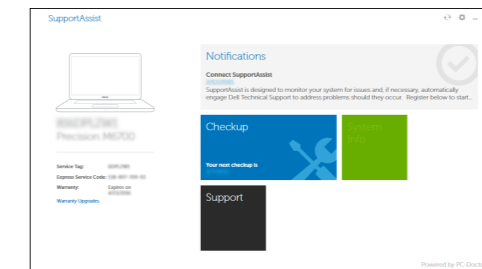 SupportAssist
Notifications
Connect SupportAssist
SupportAssist is designed to monitor your system for issues and, if necessary, automatically
engage Dell Technical Support to address problems should they occur. Register below to start..
Precision M6700
Checkup
System
Info
Your next checkup is
Service Tag:
Express Service Code:
Warranty: Expires on
Warranty Upgrades
Support
Powered by PC-Docto